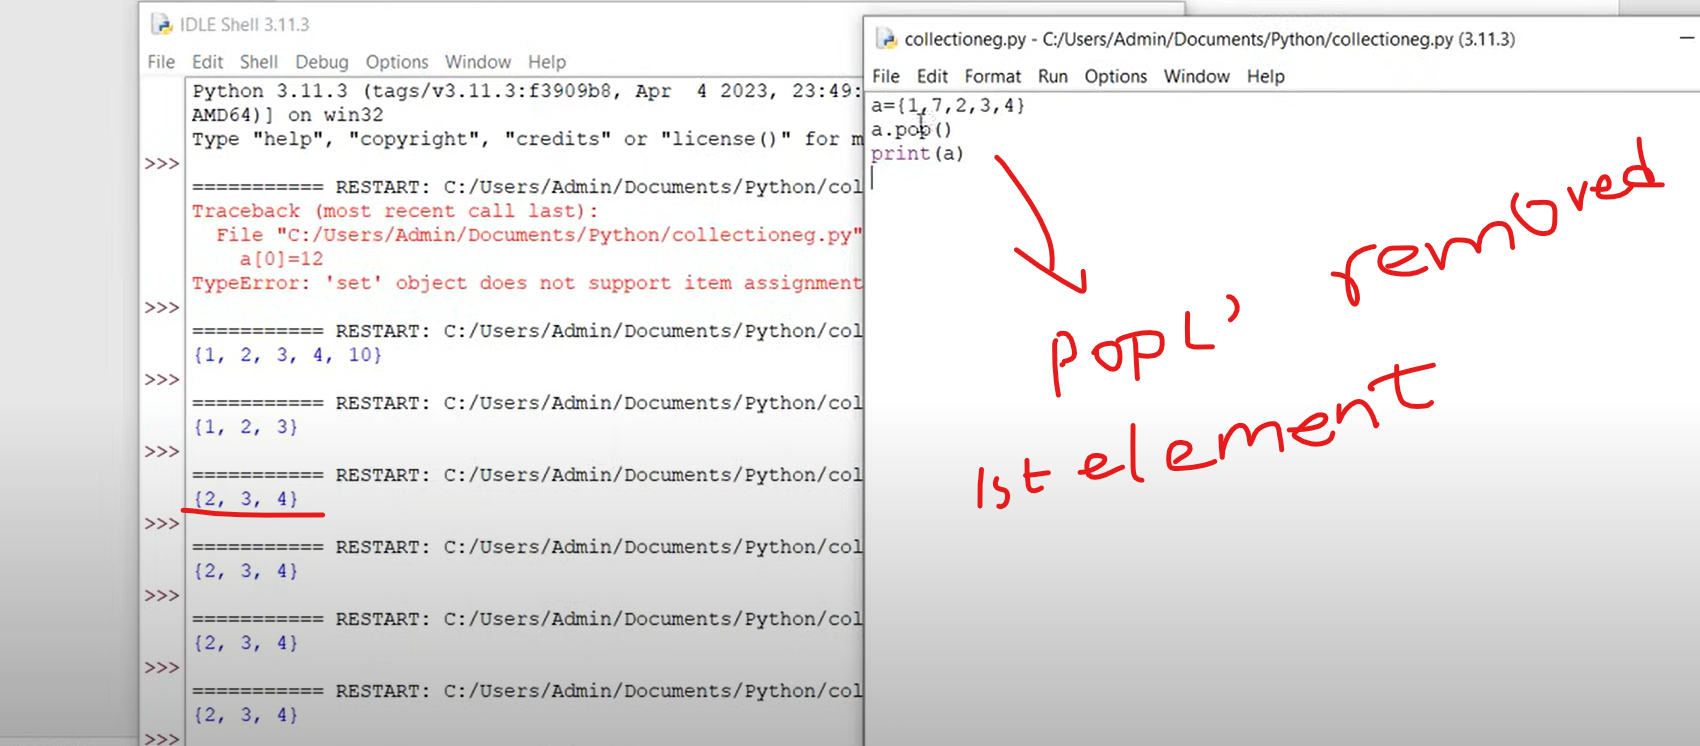 IDLE Shell 3.11.3
File Edit Shell Debug Options Window Help
Python 3.11.3 (tags/v3.11.3:f3909b8, Apr  4 2023, 23:49:
AMD64)] on win32
Type "help", "copyright", "credits" or "license()" for m
>>>
=========== RESTART: C:/Users/Admin/Documents/Python/col
Traceback (most recent call last):
  File "C:/Users/Admin/Documents/Python/collectioneg.py"
    a[0]=12
TypeError: 'set' object does not support item assignment
>>>
=========== RESTART: C:/Users/Admin/Documents/Python/col
{1, 2, 3, 4, 10}
>>>
=========== RESTART: C:/Users/Admin/Documents/Python/col
{1, 2, 3}
>>>
=========== RESTART: C:/Users/Admin/Documents/Python/col
{2, 3, 4}
>>>
=========== RESTART: C:/Users/Admin/Documents/Python/col
{2, 3, 4}
>>>
=========== RESTART: C:/Users/Admin/Documents/Python/col
{2, 3, 4}
>>>
=========== RESTART: C:/Users/Admin/Documents/Python/col
{2, 3, 4}
>>>
collectioneg.py - C:/Users/Admin/Documents/Python/collectioneg.py (3.11.3)
File Edit Format Run Options Window Help
a={1,7,2,3,4}
a.pop()
print(a)
POPL' removed
1st element